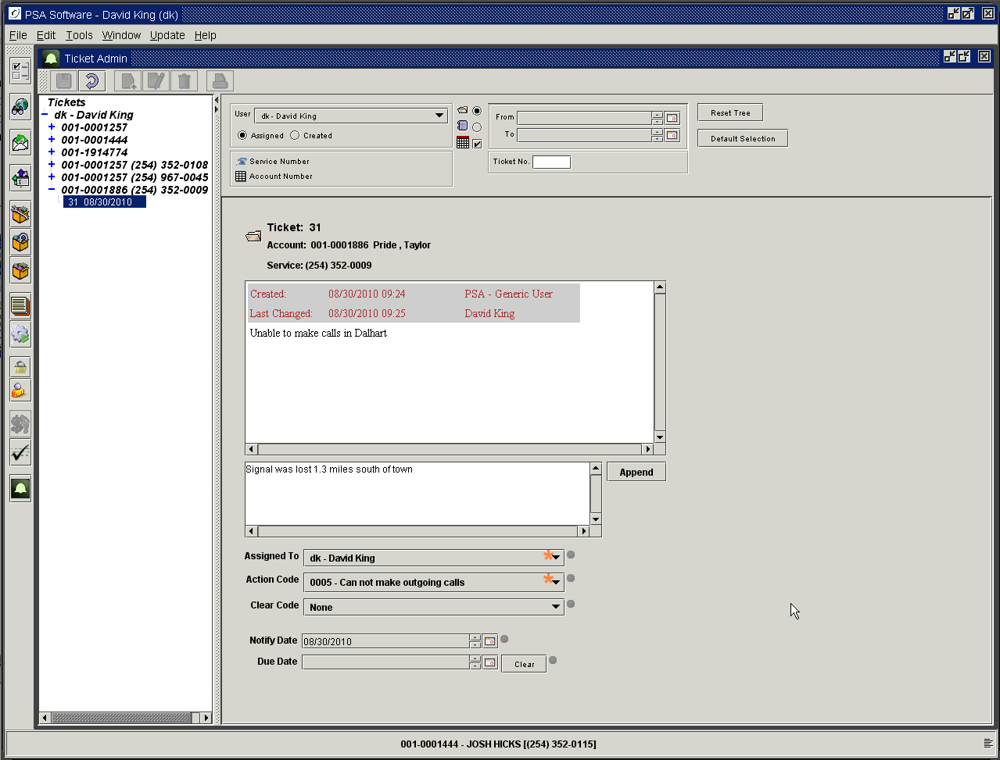 PSA Software - David King (dk)
File Edit Tools Window Update Help
Ticket Admin
Tickets
dk - David King
001-0001257
001-0001444
001-1914774
001-0001257 (254) 352-0108
001-0001257 (254) 967-0045
001-0001886 (254) 352-0009
31 08/30/2010
User dk - David King
Assigned Created
Service Number
Account Number
From
To
Ticket No.
Reset Tree
Default Selection
Ticket: 31
Account: 001-0001886 Pride , Taylor
Service: (254) 352-0009
Created: 08/30/2010 09:24 PSA - Generic User
Last Changed: 08/30/2010 09:25 David King
Unable to make calls in Dalhart
Signal was lost 1.3 miles south of town
Append
Assigned To dk - David King
Action Code 0005 - Can not make outgoing calls
Clear Code None
Notify Date 08/30/2010
Due Date Clear
001-0001444 - JOSH HICKS [(254) 352-0115]